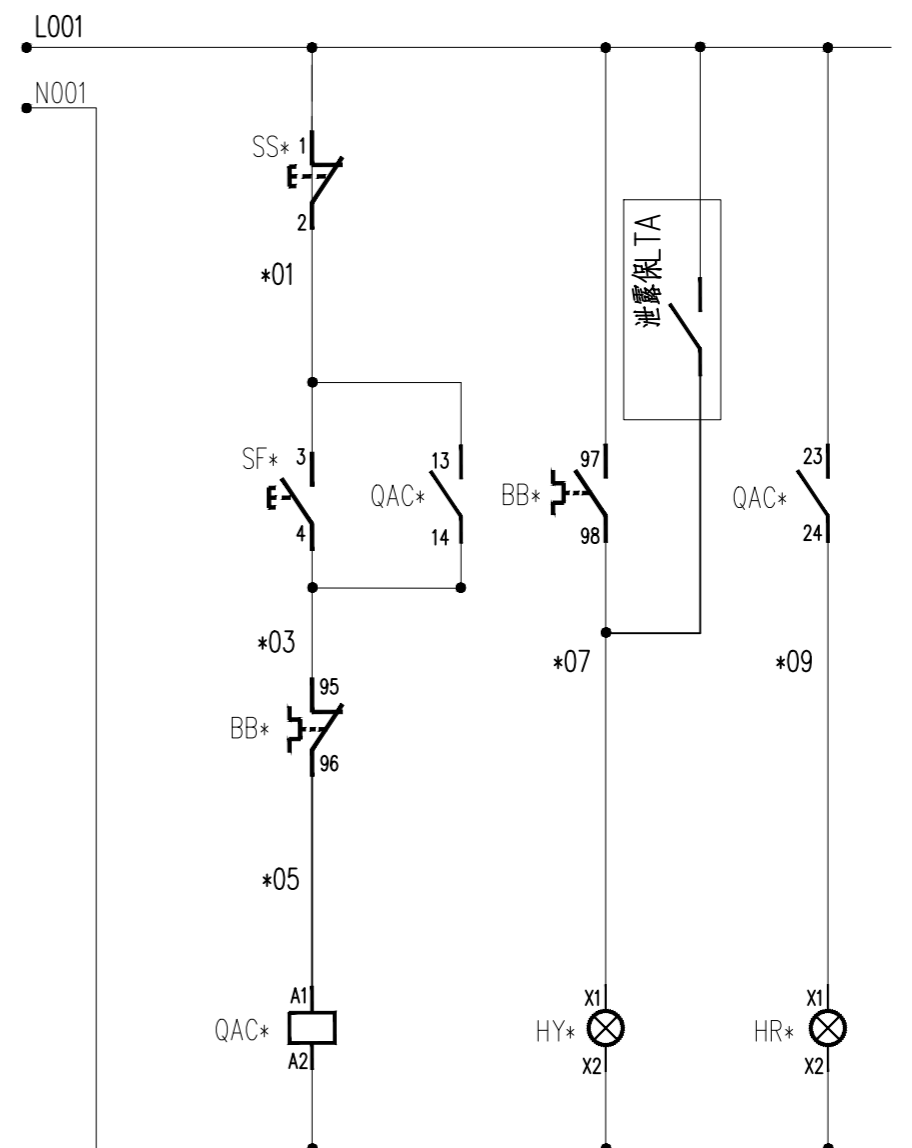 L001
N001
SS*
1
2
*01
泄露保LTA
SF*
3
4
QAC*
13
14
BB*
97
98
QAC*
23
24
*03
*07
*09
BB*
95
96
*05
QAC*
A1
A2
HY*
X1
X2
HR*
X1
X2